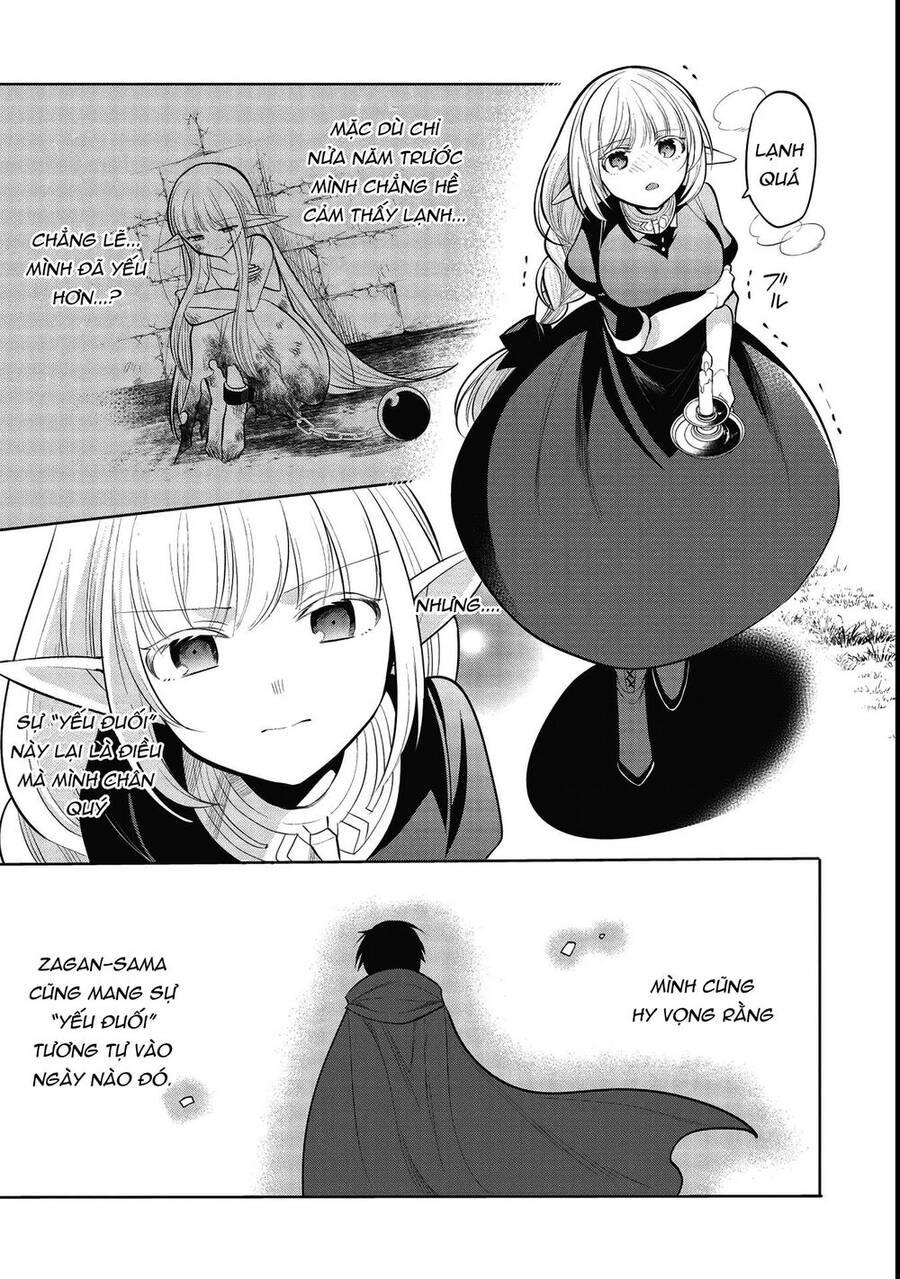 LẠNH
QUÁ
ブル
MẶC DÙ CHỈ
NỬA NĂM TRƯỚC
MÌNH CHẲNG HỀ
CẢM THẤY LẠNH...
CHẲNG LẼ...
MÌNH ĐÃ YẾU
HƠN...?
NHƯNG....
SỰ “YẾU ĐUỐI”
NÀY LẠI LÀ ĐIỀU
MÀ MÌNH CHÂN
QUÝ
MÌNH CŨNG
HY VỌNG RẰNG
ZAGAN-SAMA
CŨNG MANG SỰ
“YẾU ĐUỐI”
TƯƠNG TỰ VÀO
NGÀY NÀO ĐÓ.